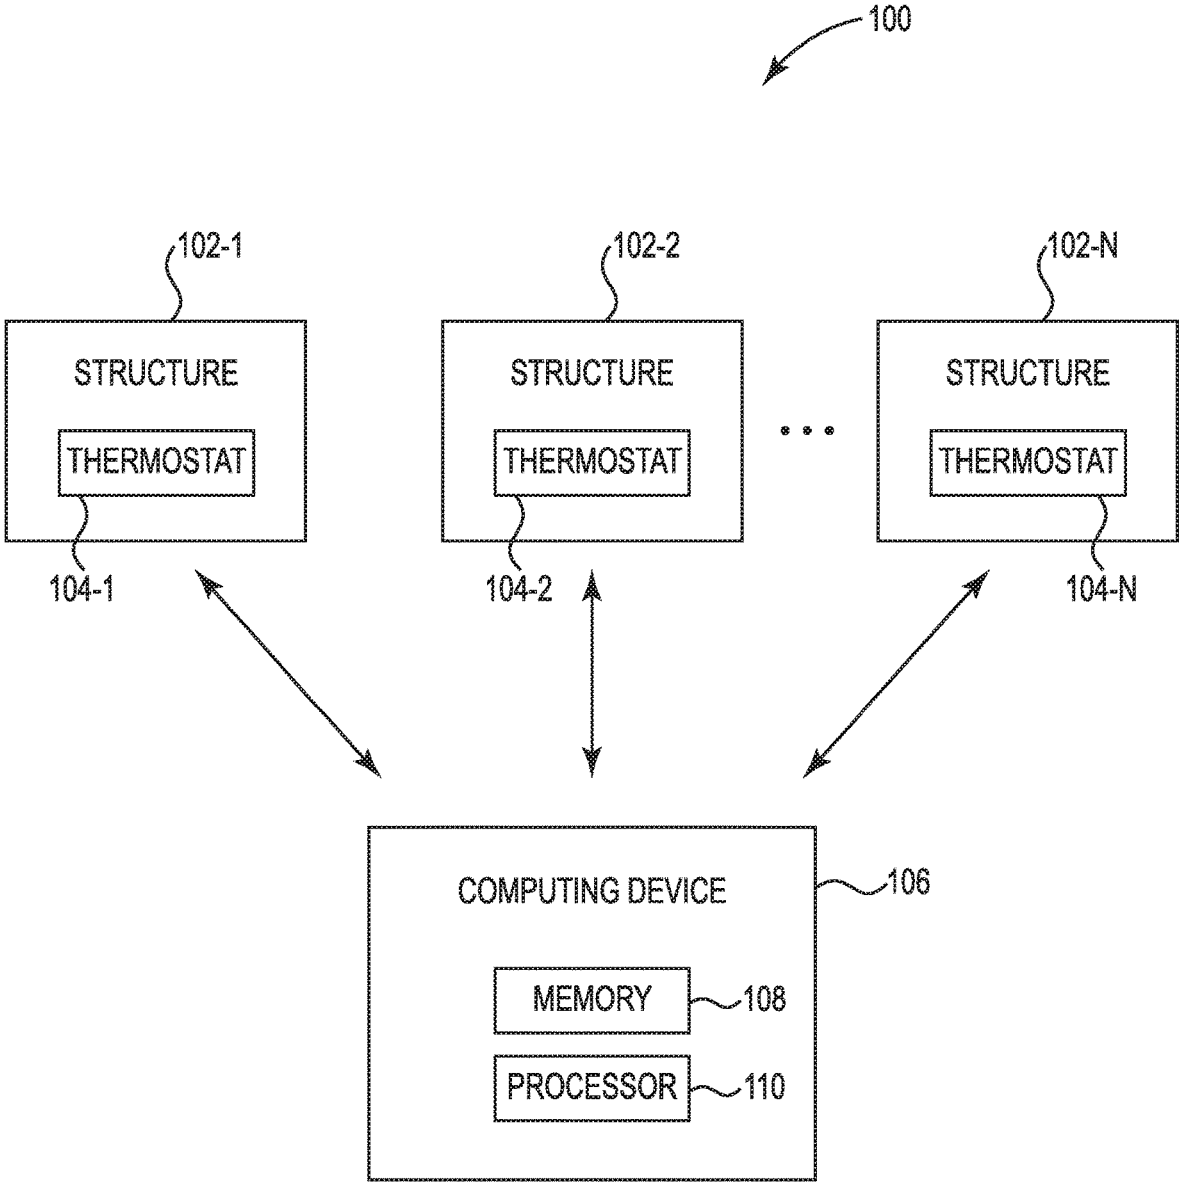 100
102-1
102-2
102-N
STRUCTURE
STRUCTURE
STRUCTURE
THERMOSTAT
THERMOSTAT
THERMOSTAT
104-1
104-2
104-N
COMPUTING DEVICE
106
MEMORY
108
PROCESSOR
110